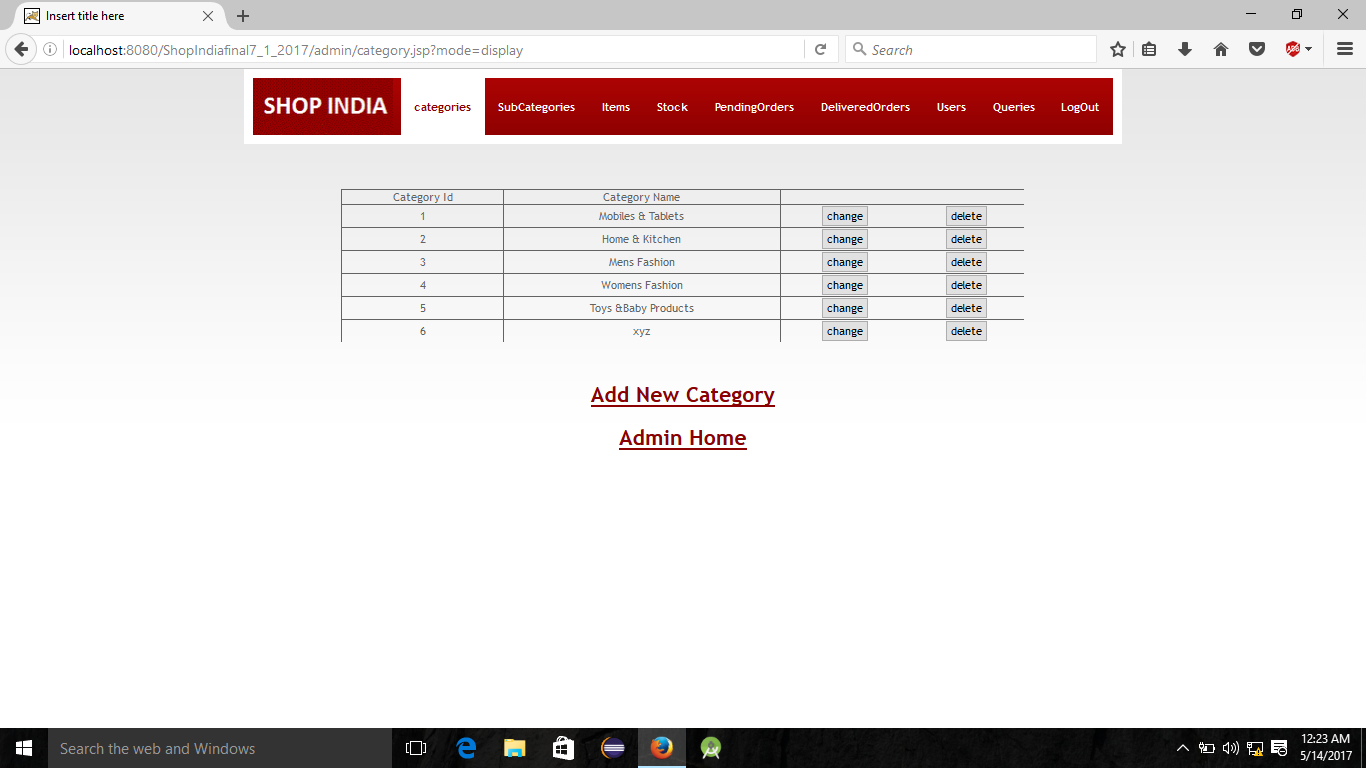 Insert title here
localhost:8080/ShopIndiafinal7_1_2017/admin/category.jsp?mode=display
Search
ABP
SHOP INDIA categories SubCategories Items Stock PendingOrders DeliveredOrders Users Queries LogOut
Category Id Category Name
1 Mobiles & Tablets change delete
2 Home & Kitchen change delete
3 Mens Fashion change delete
4 Womens Fashion change delete
5 Toys &Baby Products change delete
6 xyz change delete
Add New Category
Admin Home
Search the web and Windows
12:23 AM
5/14/2017